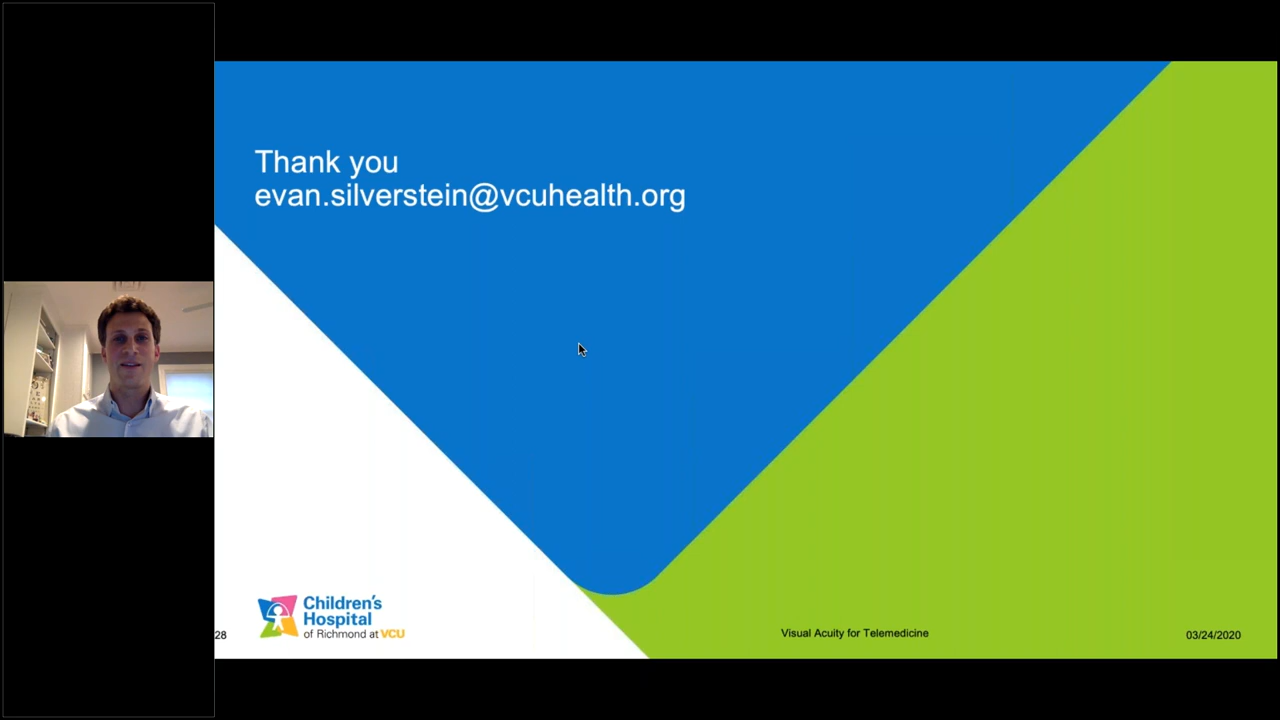 Thank you
evan.silverstein@vcuhealth.org
Children's
Hospital
of Richmond at VCU
28
Visual Acuity for Telemedicine
03/24/2020